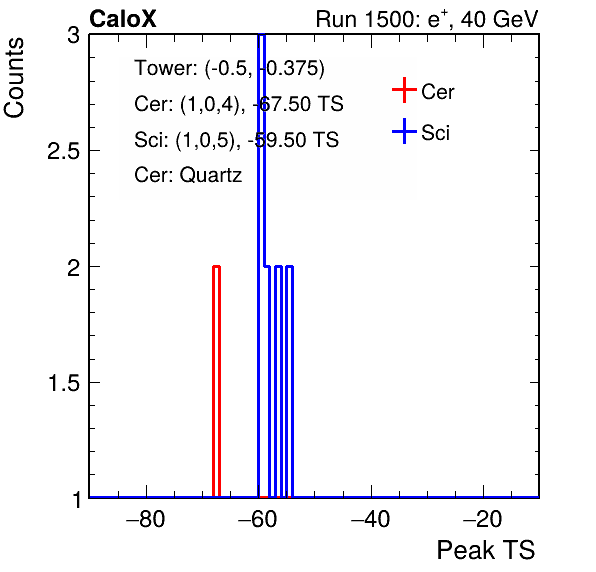 CaloX Run 1500: e+, 40 GeV
Counts
3
2.5
2
1.5
1
Tower: (-0.5, -0.375)
Cer: (1,0,4), -67.50 TS
Sci: (1,0,5), -59.50 TS
Cer: Quartz
Cer
Sci
−80 −60 −40 −20
Peak TS